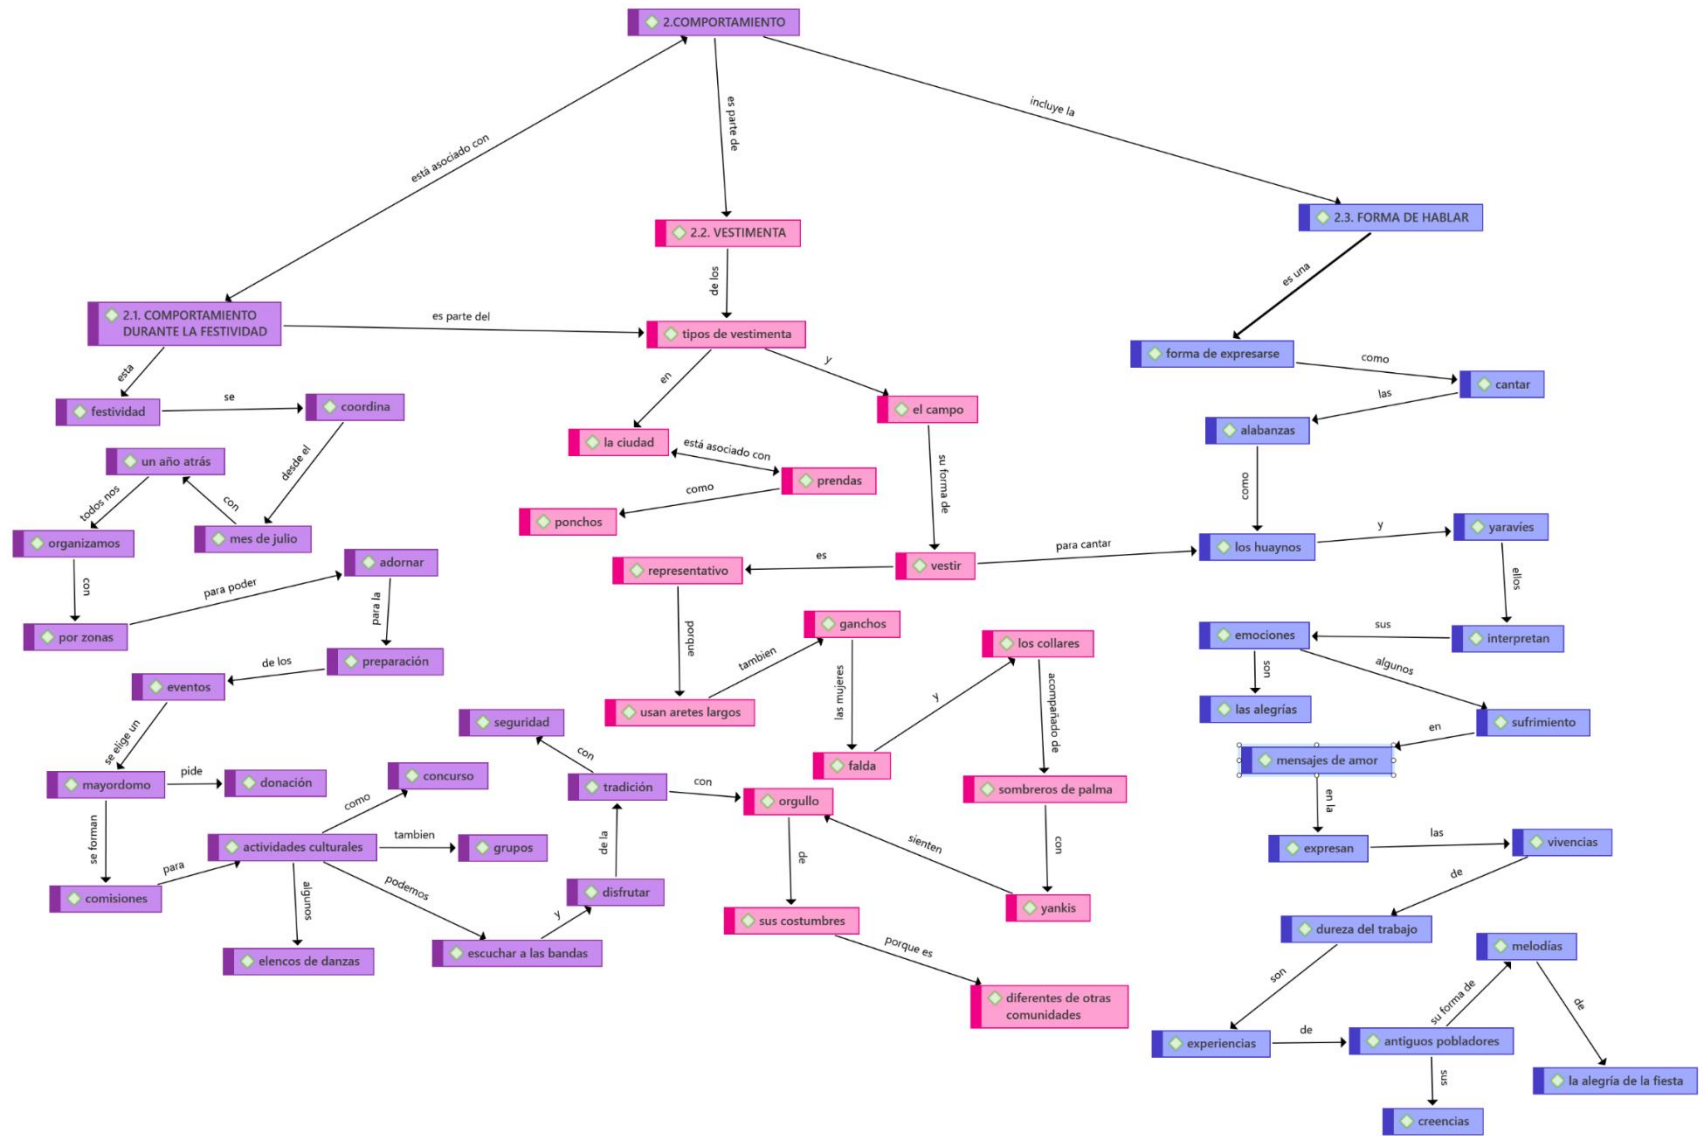 2.COMPORTAMIENTO
está asociado con
es parte de
incluye la
2.2. VESTIMENTA
2.3. FORMA DE HABLAR
de los
es una
2.1. COMPORTAMIENTO
DURANTE LA FESTIVIDAD
es parte del
tipos de vestimenta
forma de expresarse
como
cantar
esta
en
y
las
festividad
se
coordina
el campo
alabanzas
la ciudad
está asociado con
prendas
su forma de
como
un año atrás
desde el
todos nos
con
como
ponchos
organizamos
mes de julio
los huaynos
y
yaravíes
para cantar
adornar
representativo
es
vestir
ellos
con
para poder
para la
porque
ganchos
por zonas
emociones
sus
interpretan
tambien
los collares
preparación
de los
eventos
las mujeres
y
acompañado de
son
algunos
usan aretes largos
las alegrías
sufrimiento
seguridad
se elige un
con
en
mensajes de amor
falda
mayordomo
pide
donación
concurso
tradición
con
orgullo
sombreros de palma
en la
como
se forman
actividades culturales
tambien
grupos
de la
sienten
con
expresan
las
vivencias
para
comisiones
algunos
podemos
y
disfrutar
de
yankis
de
sus costumbres
dureza del trabajo
elencos de danzas
escuchar a las bandas
porque es
melodías
son
su forma de
de
diferentes de otras
comunidades
experiencias
de
antiguos pobladores
sus
la alegría de la fiesta
creencias